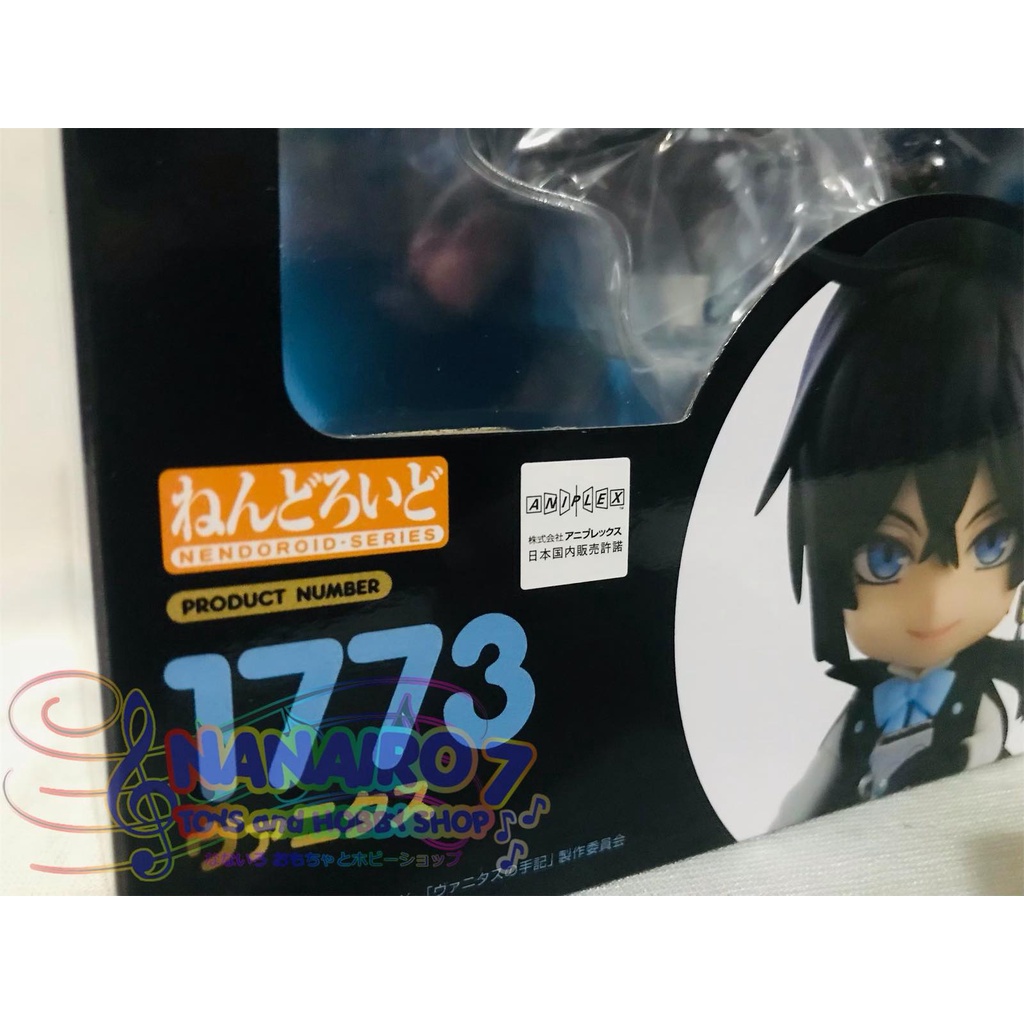 ねんどろいど
NENDOROID-SERIES
ANIPLEX
株式会社 アニプレックス
日本国内販売許諾
PRODUCT NUMBER
1773
NANAIRO 7
TOYS and HOBBY SHOP
ヴァニタス
おもちゃとホビーショップ
「ヴァニタスの手記」製作委員会